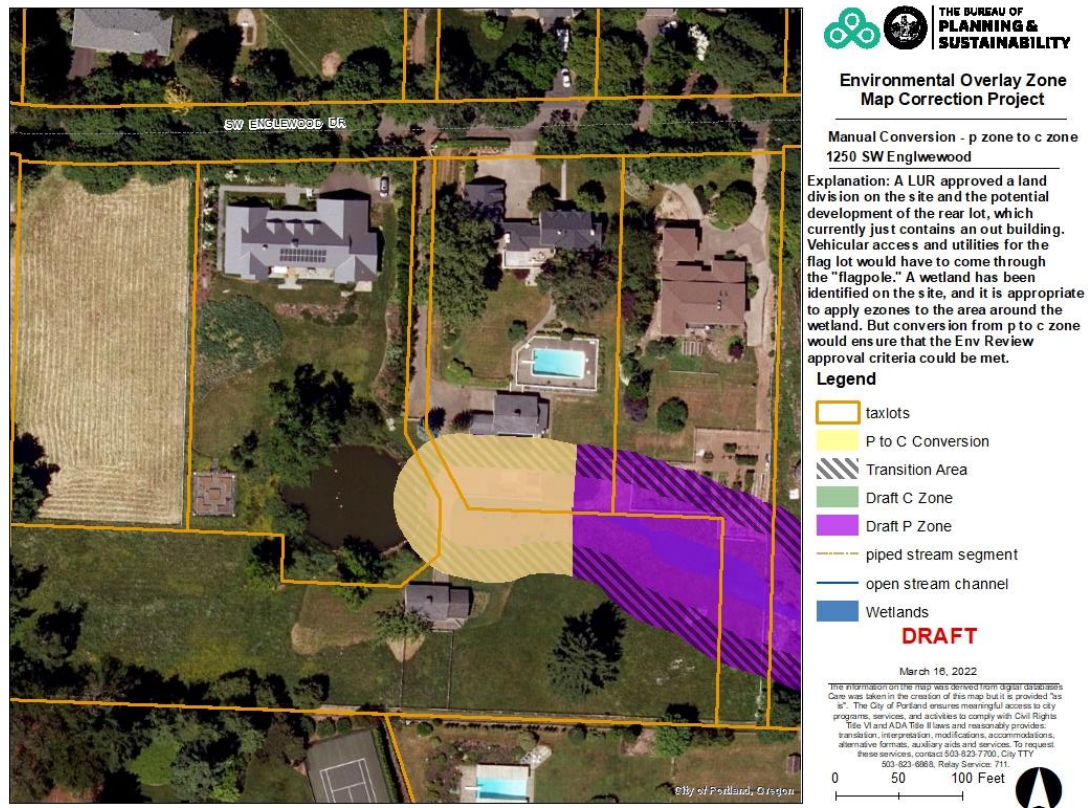 THE BUREAU OF
PLANNING &
SUSTAINABILITY
Environmental Overlay Zone
Map Correction Project
Manual Conversion - p zone to c zone
1250 SW Englwewood
Explanation: A LUR approved a land
division on the site and the potential
development of the rear lot, which
currently just contains an out building.
Vehicular access and utilities for the
flag lot would have to come through
the "flagpole." A wetland has been
identified on the site, and it is appropriate
to apply ezones to the area around the
wetland. But conversion from p to c zone
would ensure that the Env Review
approval criteria could be met.
Legend
taxlots
P to C Conversion
Transition Area
Draft C Zone
Draft P Zone
piped stream segment
open stream channel
Wetlands
DRAFT
March 16, 2022
The information on the map was derived from digital databases
Care was taken in the creation of this map but it is provided "as
is". The City of Portland ensures meaningful access to city
programs, services, and activities to comply with Civil Rights
Title VI and ADA Title II laws and reasonably provides:
translation, interpretation, modifications, accommodations,
alternative formats, auxiliary aids and services. To request
these services, contact 503-823-7700, City TTY
503-823-6868, Relay Service: 711.
0 50 100 Feet
SW ENGLEWOOD DR
City of Portland, Oregon